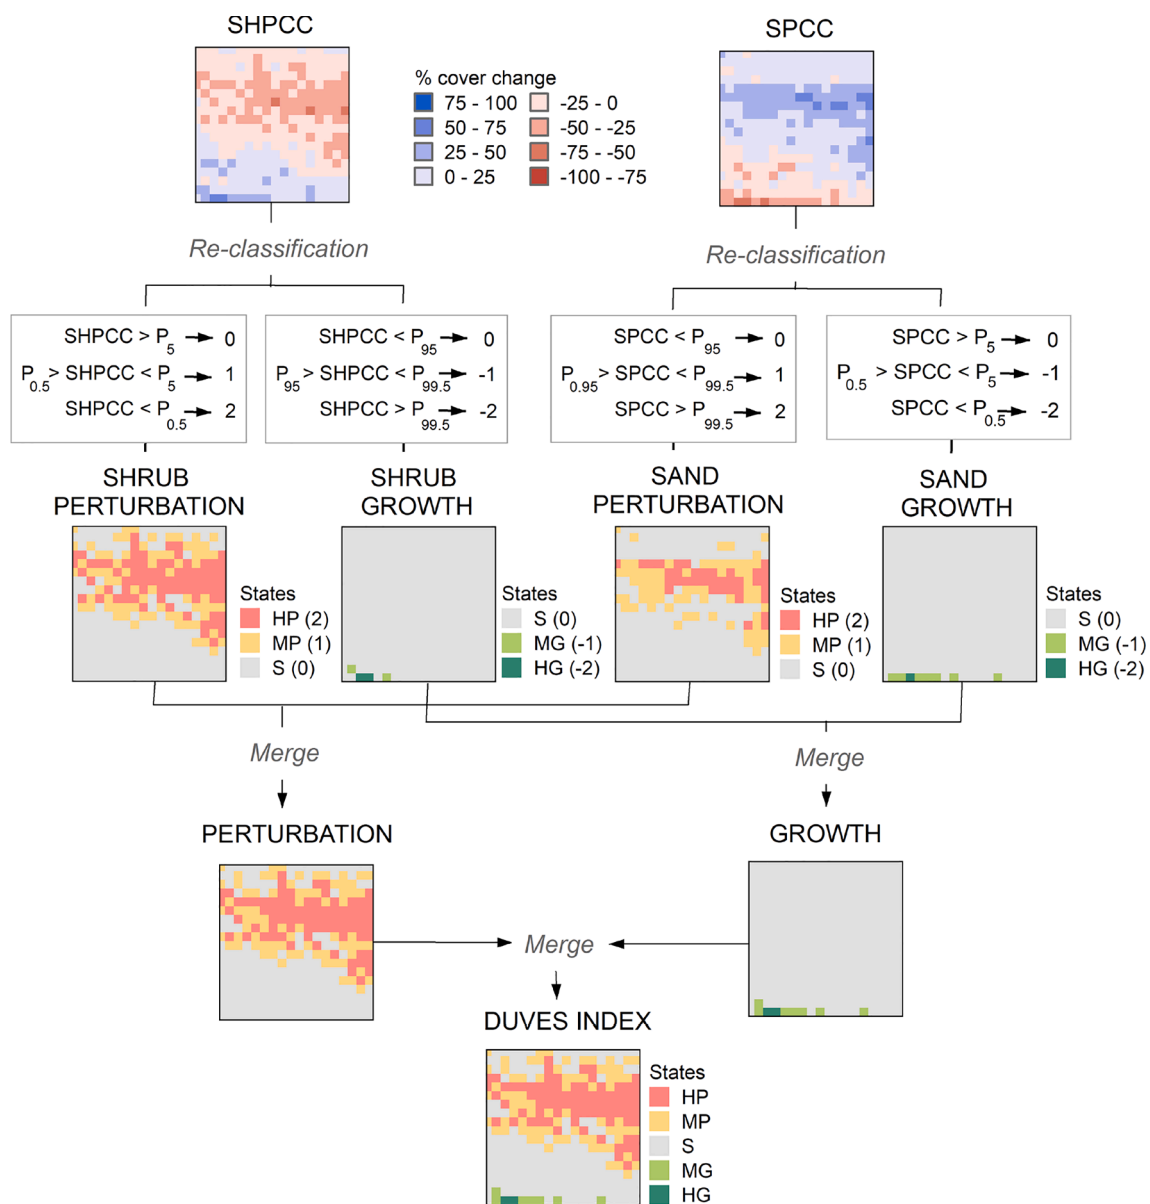 SHPCC
SPCC
% cover change
75 - 100
50 - 75
25 - 50
0 - 25
-25 - 0
-50 - -25
-75 - -50
-100 - -75
Re-classification
Re-classification
SHPCC > P5 → 0
P0.5 > SHPCC < P5 → 1
SHPCC < P0.5 → 2
SHPCC < P95 → 0
P95 > SHPCC < P99.5 → -1
SHPCC > P99.5 → -2
SPCC < P95 → 0
P0.95 > SPCC < P99.5 → 1
SPCC > P99.5 → 2
SPCC > P5 → 0
P0.5 > SPCC < P5 → -1
SPCC < P0.5 → -2
SHRUB
PERTURBATION
SHRUB
GROWTH
SAND
PERTURBATION
SAND
GROWTH
States
HP (2)
MP (1)
S (0)
States
S (0)
MG (-1)
HG (-2)
States
HP (2)
MP (1)
S (0)
States
S (0)
MG (-1)
HG (-2)
Merge
Merge
PERTURBATION
GROWTH
Merge
DUVES INDEX
States
HP
MP
S
MG
HG